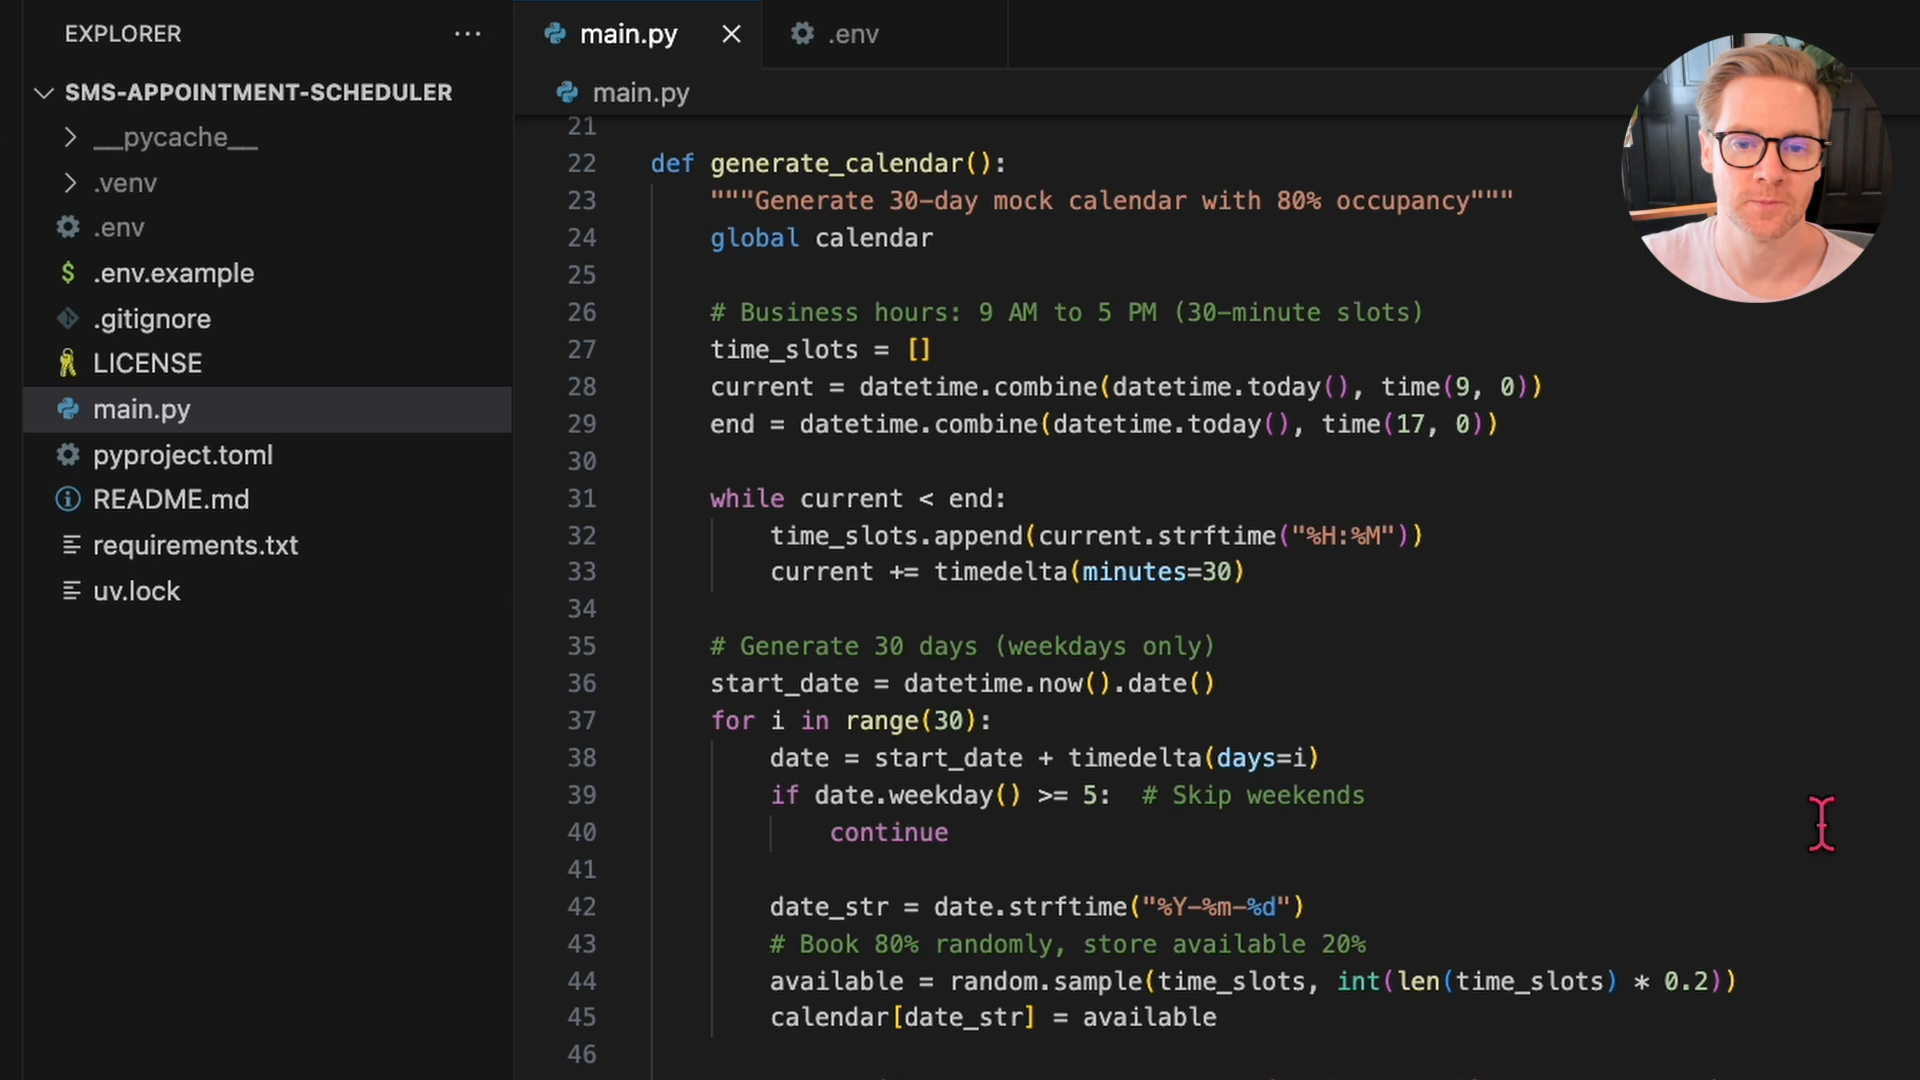 EXPLORER
SMS-APPOINTMENT-SCHEDULER
__pycache__
.venv
.env
.env.example
.gitignore
LICENSE
main.py
pyproject.toml
README.md
requirements.txt
uv.lock
main.py
.env
main.py
21
22 def generate_calendar():
23 """Generate 30-day mock calendar with 80% occupancy"""
24 global calendar
25
26 # Business hours: 9 AM to 5 PM (30-minute slots)
27 time_slots = []
28 current = datetime.combine(datetime.today(), time(9, 0))
29 end = datetime.combine(datetime.today(), time(17, 0))
30
31 while current < end:
32 time_slots.append(current.strftime("%H:%M"))
33 current += timedelta(minutes=30)
34
35 # Generate 30 days (weekdays only)
36 start_date = datetime.now().date()
37 for i in range(30):
38 date = start_date + timedelta(days=i)
39 if date.weekday() >= 5: # Skip weekends
40 continue
41
42 date_str = date.strftime("%Y-%m-%d")
43 # Book 80% randomly, store available 20%
44 available = random.sample(time_slots, int(len(time_slots) * 0.2))
45 calendar[date_str] = available
46